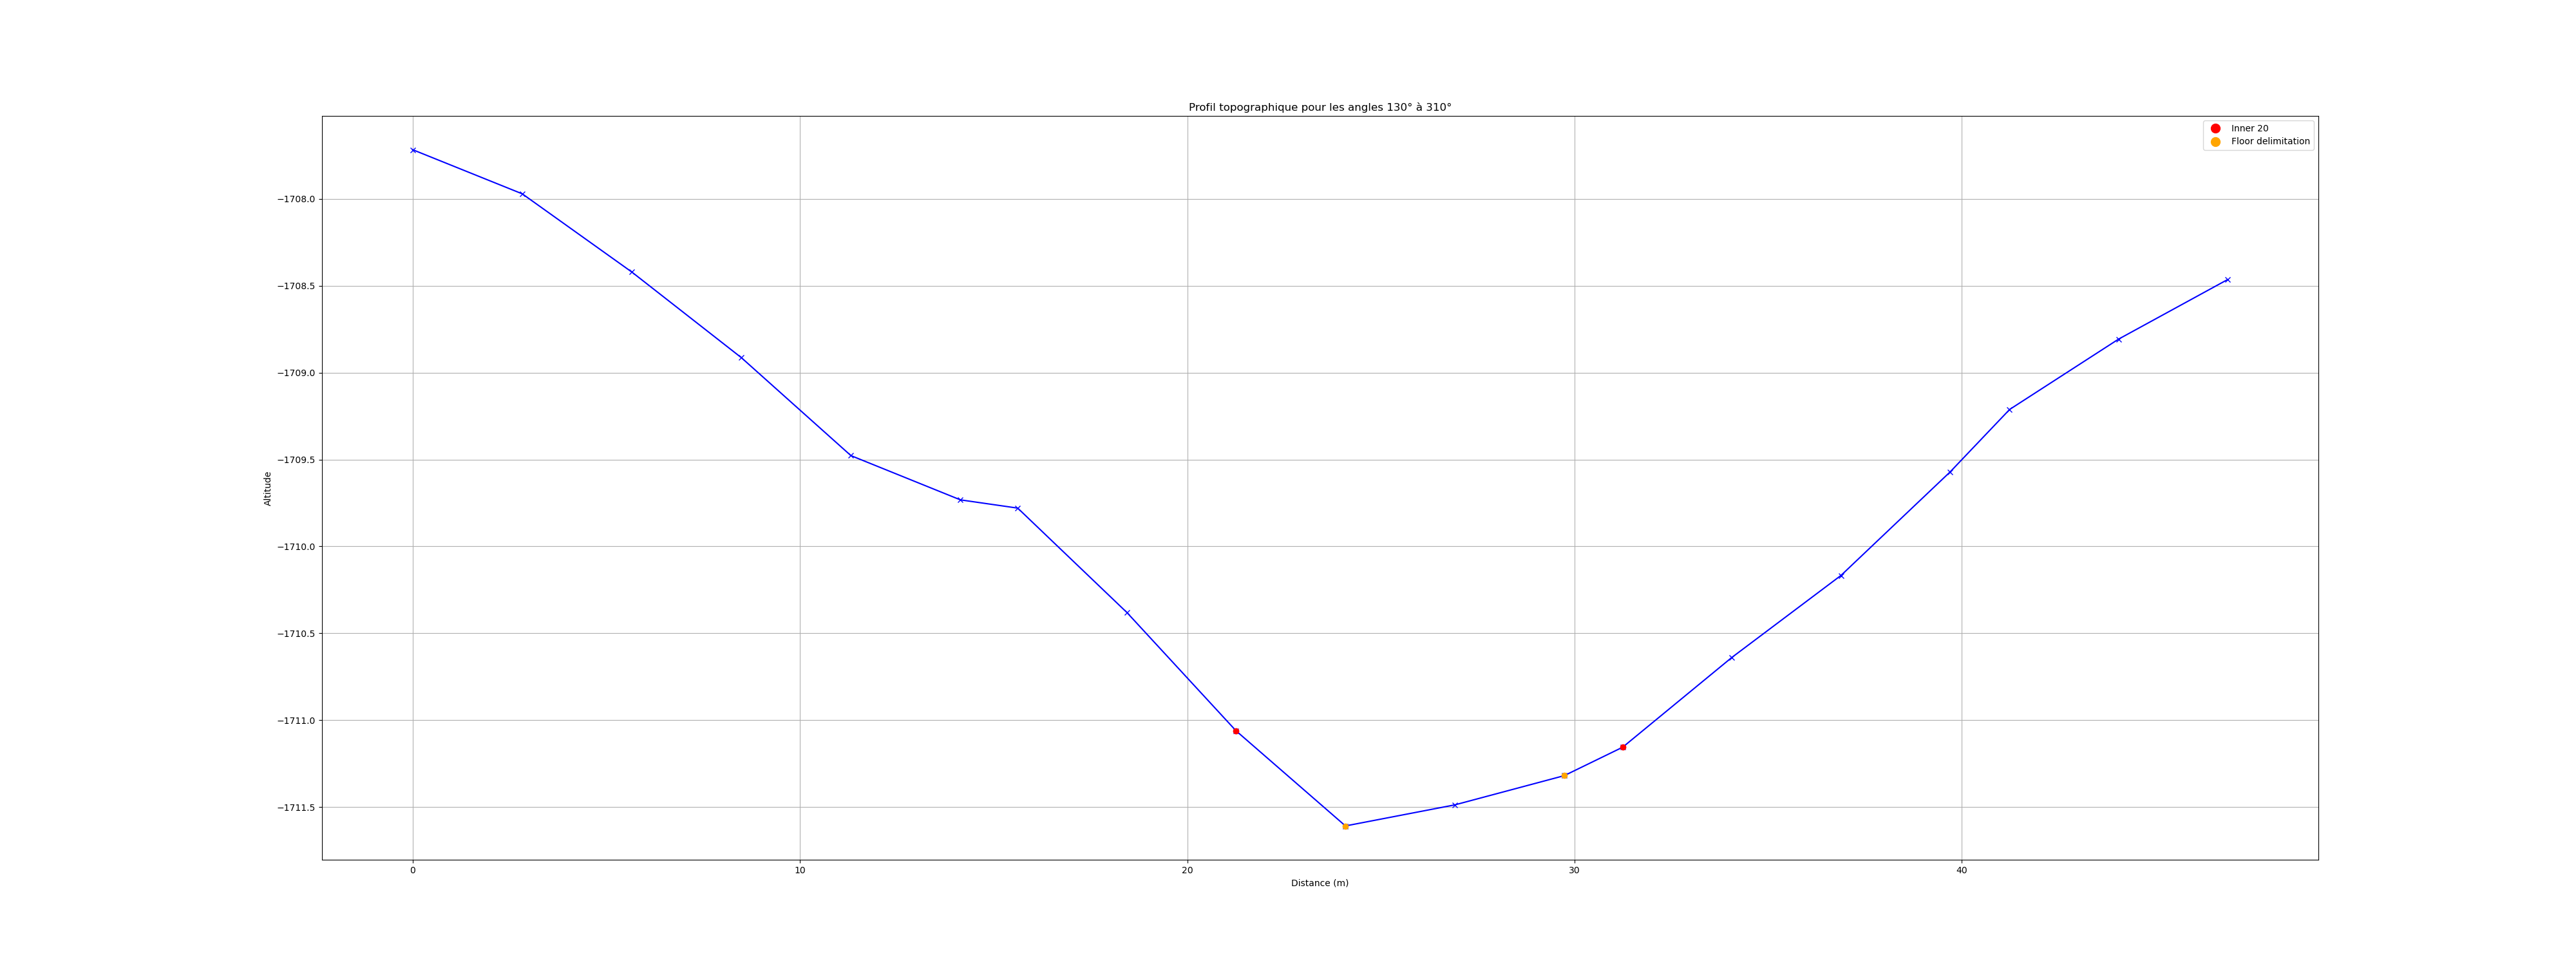 Profil topographique pour les angles 130° à 310°
Inner 20
Floor delimitation
−1708.0
−1708.5
−1709.0
−1709.5
−1710.0
−1710.5
−1711.0
−1711.5
Altitude
0 10 20 30 40
Distance (m)